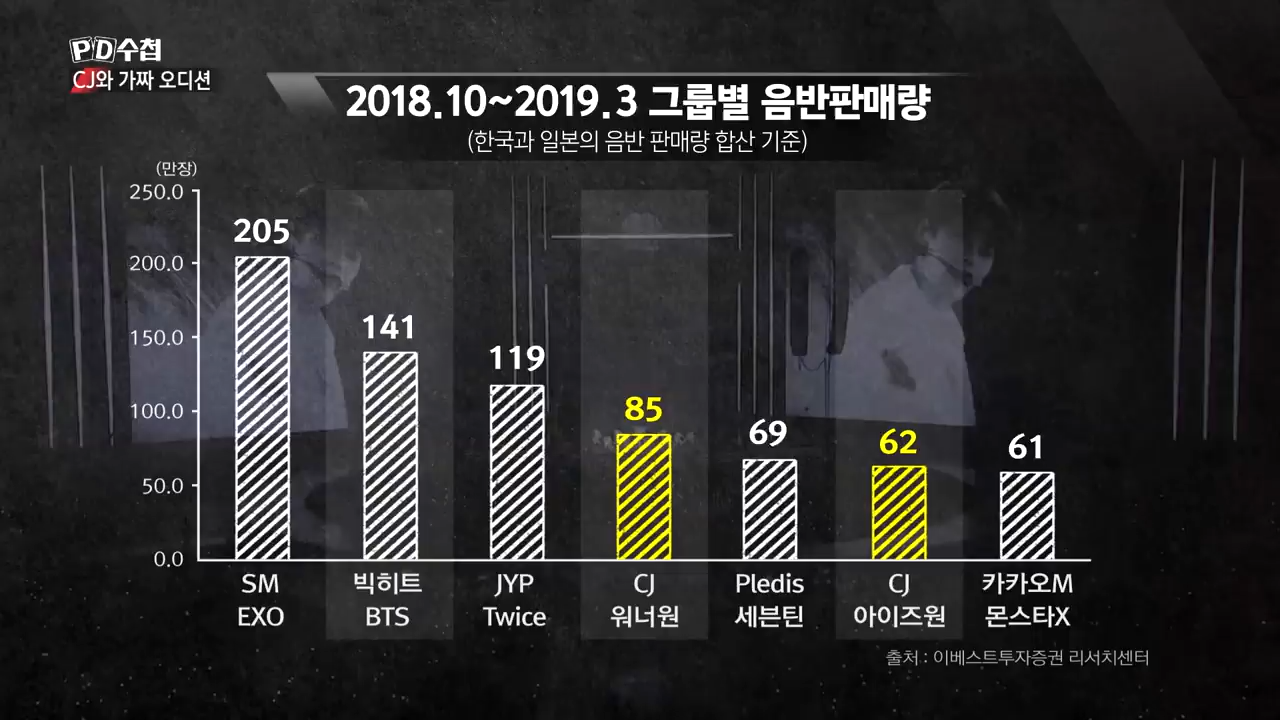 PD수첩
CJ와 가짜 오디션
2018.10~2019.3 그룹별 음반판매량
(한국과 일본의 음반 판매량 합산 기준)
(만장)
250.0
200.0
150.0
100.0
50.0
0.0
205
141
119
85
69
62
61
SM
EXO
빅히트
BTS
JYP
Twice
CJ
워너원
Pledis
세븐틴
CJ
아이즈원
카카오M
몬스타X
출처 : 이베스트투자증권 리서치센터